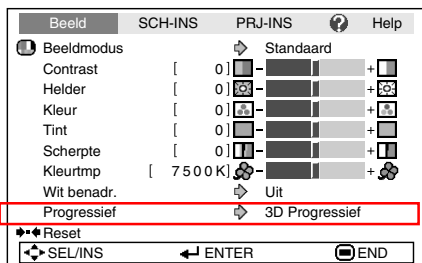 Beeld SCH-INS PRJ-INS ? Help
Beeldmodus Standaard
Contrast [ 0] - +
Helder [ 0] - +
Kleur [ 0] - +
Tint [ 0] - +
Scherpte [ 0] - +
Kleurtmp [ 7500K] - +
Wit benadr. Uit
Progressief 3D Progressief
Reset
SEL/INS ENTER END